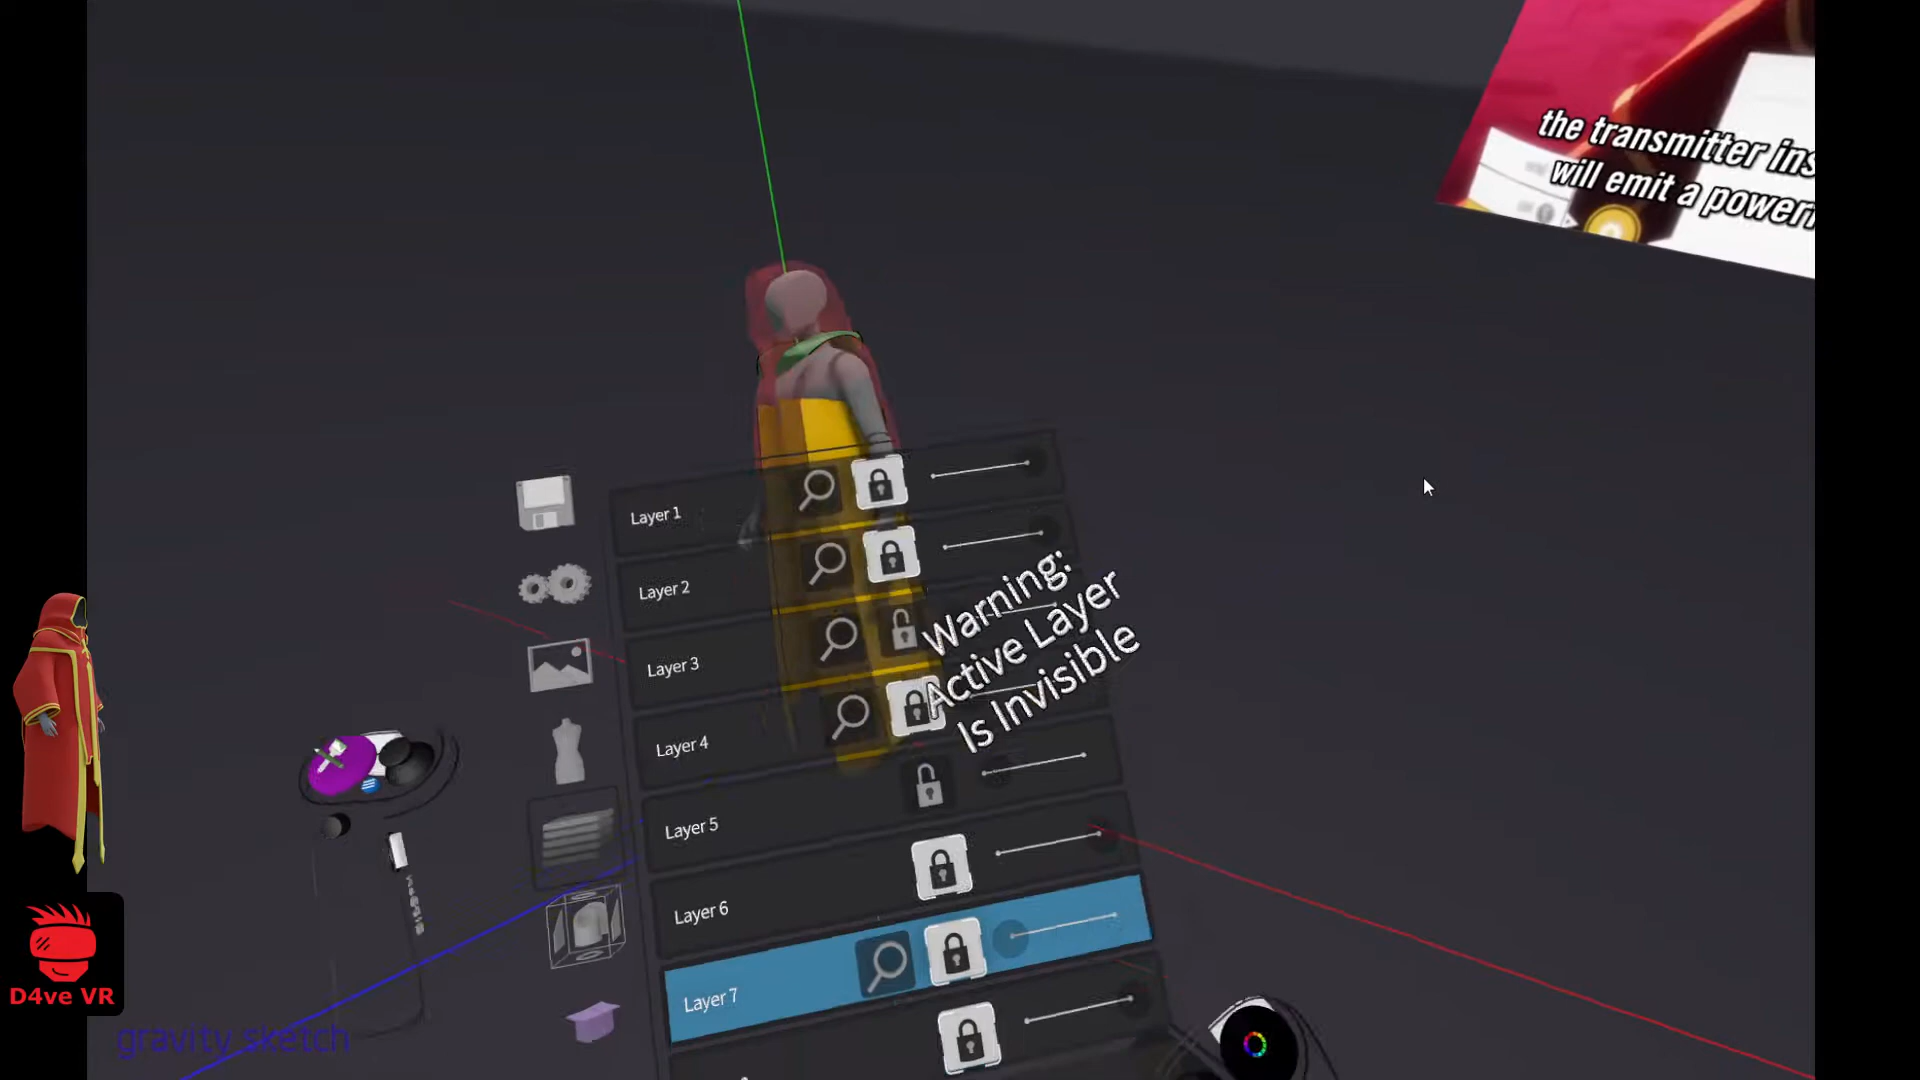 the transmitter ins
will emit a powerf
Layer 1
Layer 2
Warning:
Active Layer
Is Invisible
Layer 3
Layer 4
Layer 5
Layer 6
Layer 7
D4ve VR
gravity sketch